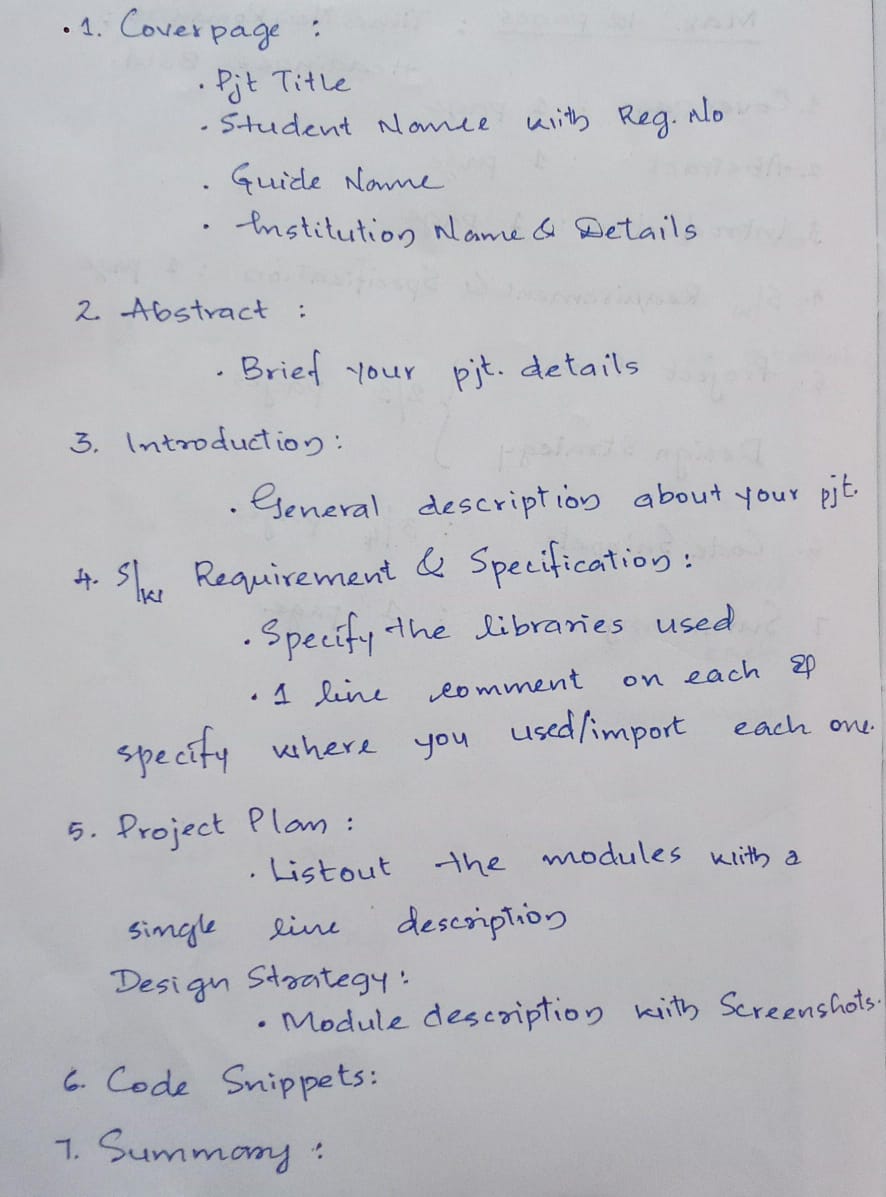 • 1. Coverpage :
• Pjt Title
• Student Name with Reg. No
• Guide Name
• Institution Name & Details
2. Abstract :
• Brief your pjt. details
3. Introduction :
• General description about your pjt.
4. S/w Requirement & Specification :
• Specify the libraries used
• 1 line comment on each &
specify where you used/import each one.
5. Project Plan :
• Listout the modules with a
single line description
Design Strategy :
• Module description with Screenshots.
6. Code Snippets :
7. Summary :